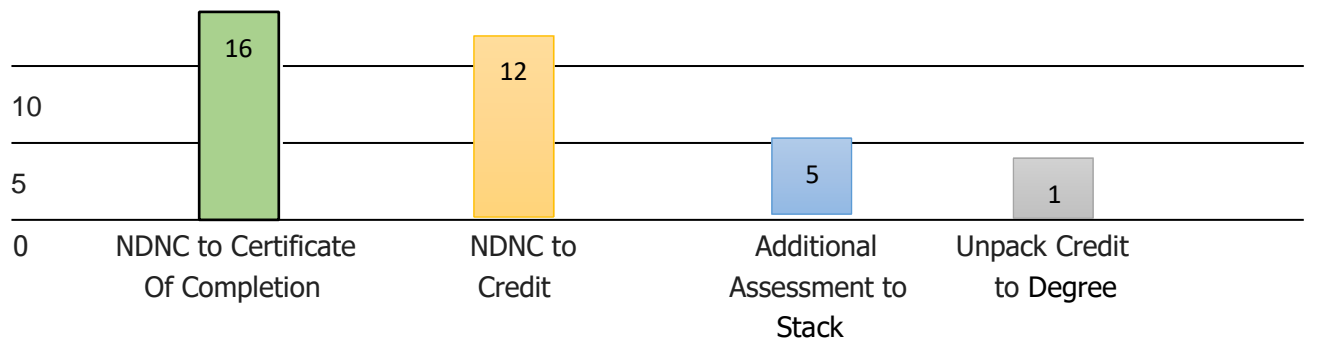 16
12
10
5
5
1
0
NDNC to Certificate
Of Completion
NDNC to
Credit
Additional
Assessment to
Stack
Unpack Credit
to Degree